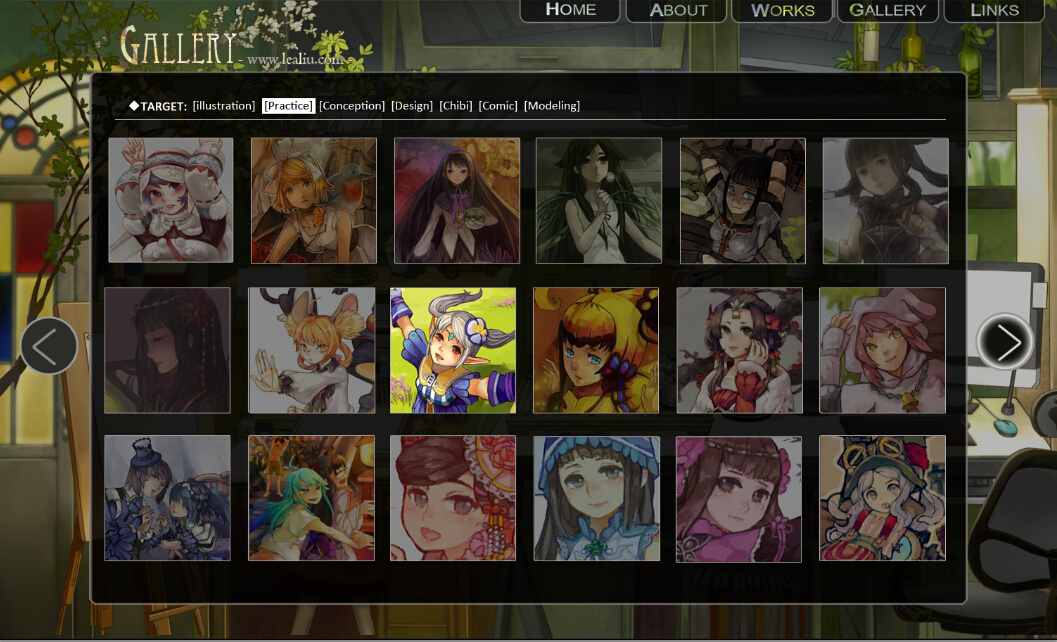 HOME ABOUT WORKS GALLERY LINKS
GALLERY - www.lealiu.com -
◆TARGET: [illustration] [Practice] [Conception] [Design] [Chibi] [Comic] [Modeling]